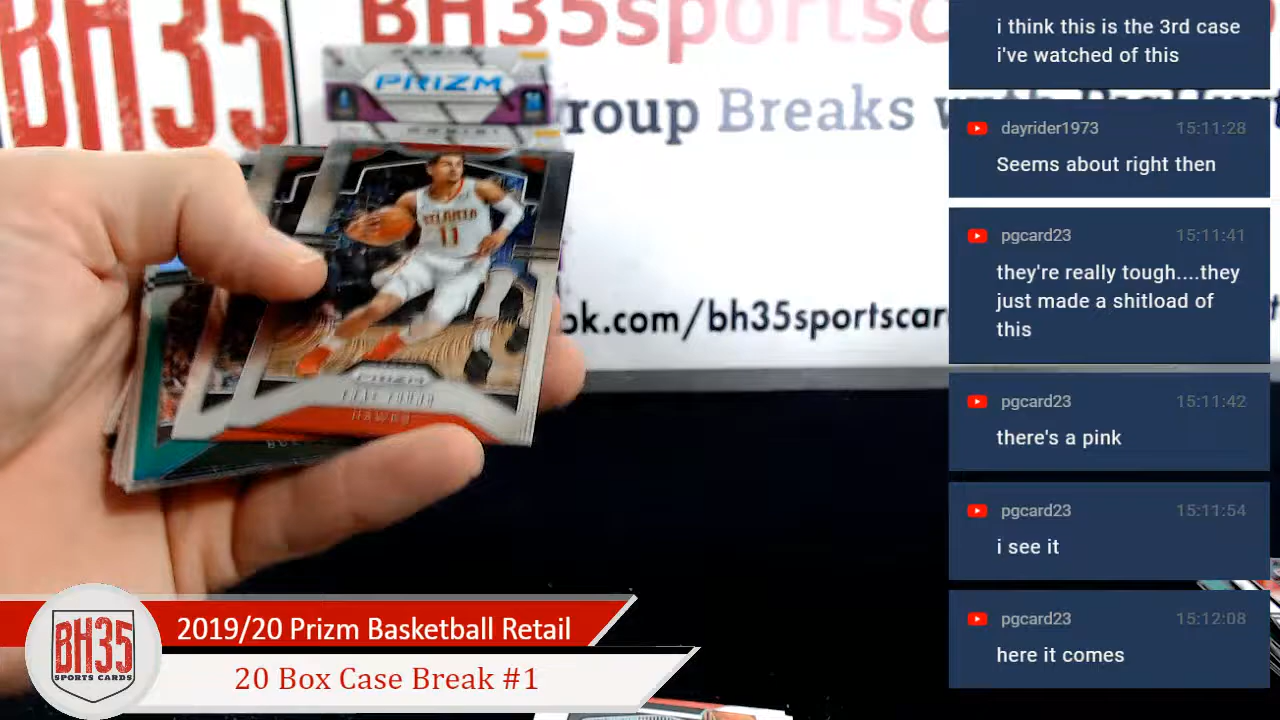 BH35
BH35sportsc
roup Breaks w
PRIZM
ATLANTA
11
PRIZM
HAWKS
ok.com/bh35sportscar
i think this is the 3rd case
i've watched of this
dayrider1973 15:11:28
Seems about right then
pgcard23 15:11:41
they're really tough....they
just made a shitload of
this
pgcard23 15:11:42
there's a pink
pgcard23 15:11:54
i see it
pgcard23 15:12:08
here it comes
BH35
SPORTS CARDS
2019/20 Prizm Basketball Retail
20 Box Case Break #1